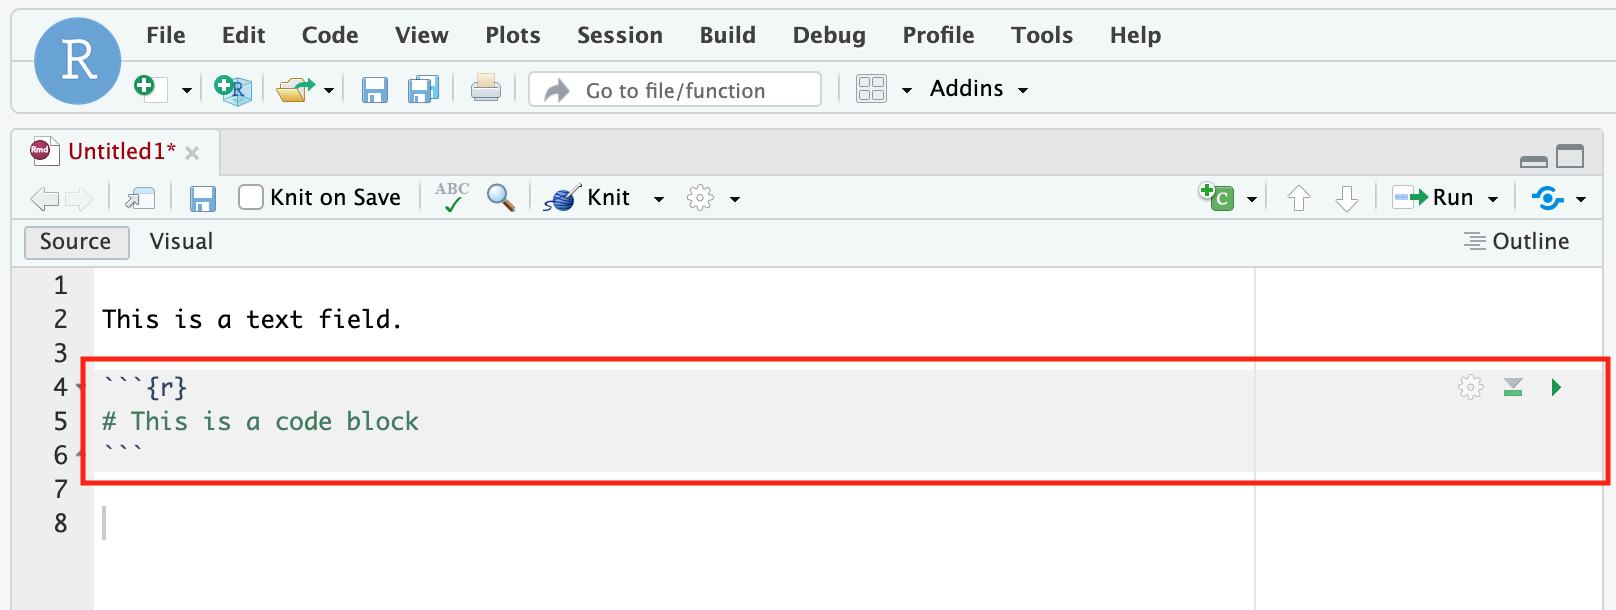 R File Edit Code View Plots Session Build Debug Profile Tools Help
R Go to file/function Addins
Rmd Untitled1*
Knit on Save ABC Knit C Run
Source Visual Outline
1
2 This is a text field.
3
4 ```{r}
5 # This is a code block
6 ```
7
8